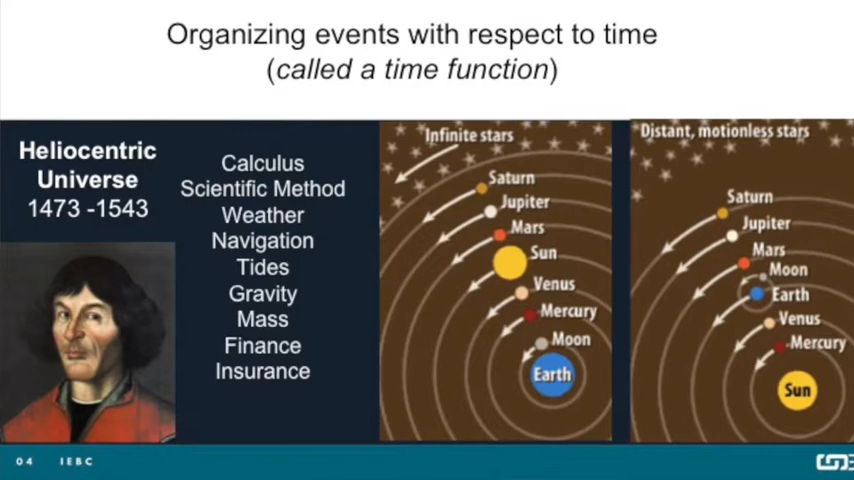 Organizing events with respect to time
(called a time function)
Heliocentric
Universe
1473 -1543
Calculus
Scientific Method
Weather
Navigation
Tides
Gravity
Mass
Finance
Insurance
Infinite stars
Saturn
Jupiter
Mars
Sun
Venus
Mercury
Moon
Earth
Distant, motionless stars
Saturn
Jupiter
Mars
Moon
Earth
Venus
Mercury
Sun
04 IEBC